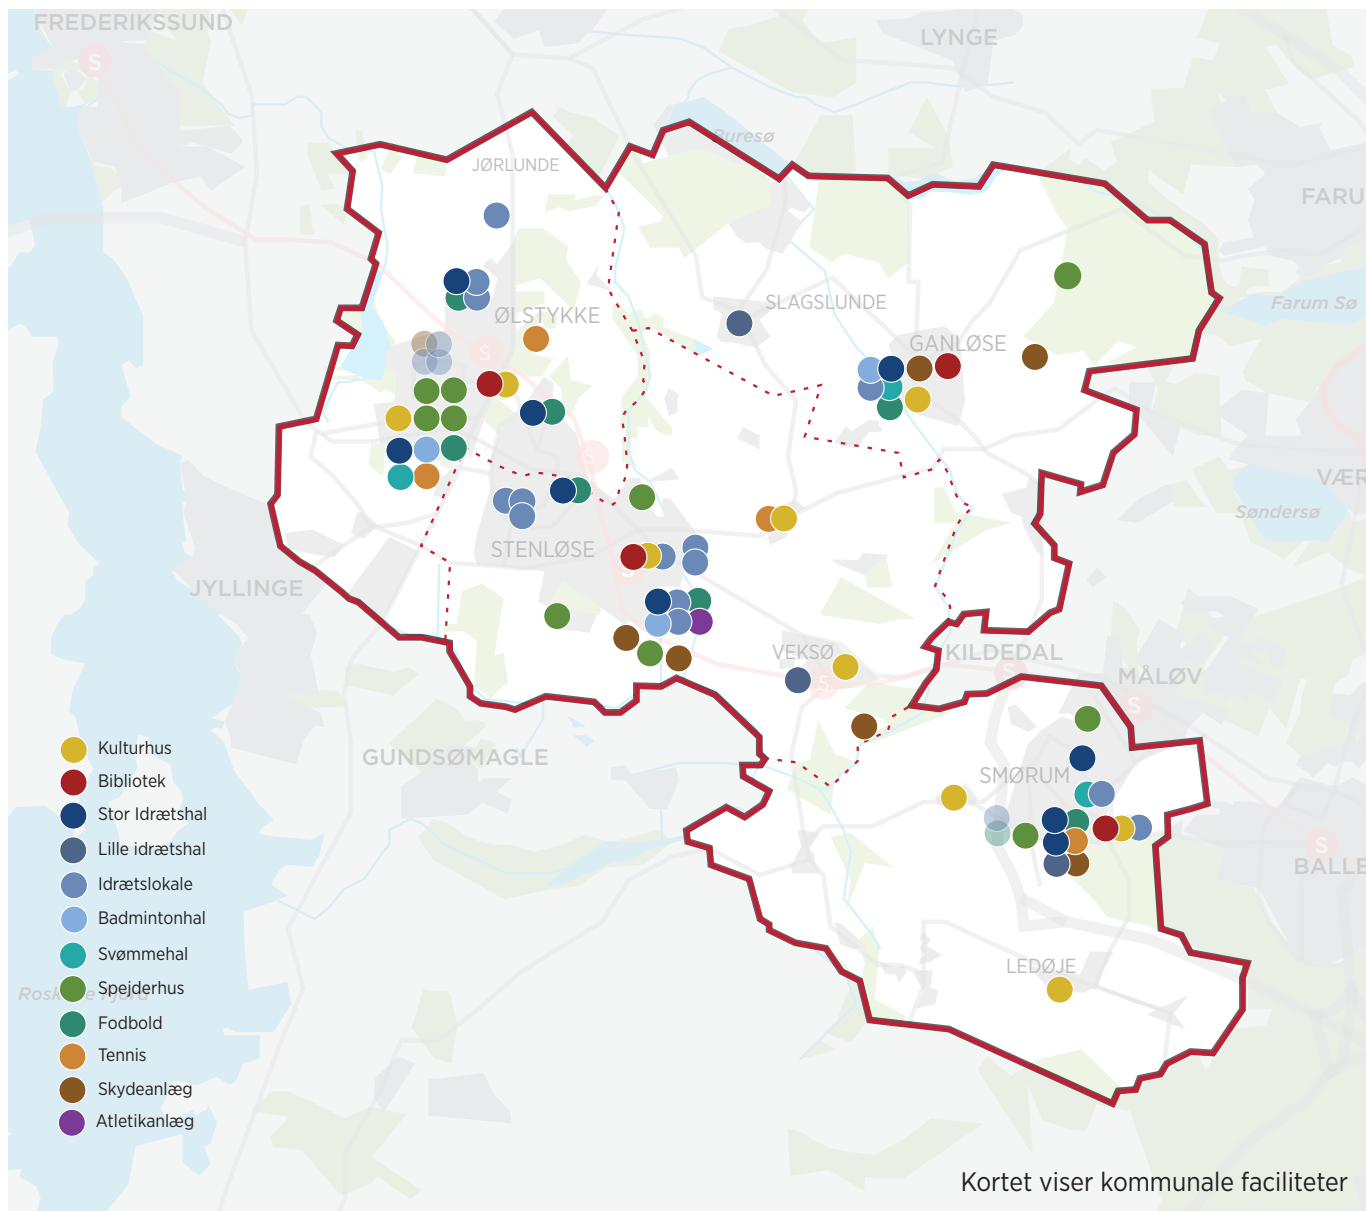 FREDERIKSSUND
LYNGE
Buresø
JØRLUNDE
FARU
S
SLAGSLUNDE
Farum Sø
ØLSTYKKE
GANLØSE
S
S
VÆR
Søndersø
STENLØSE
S
JYLLINGE
VEKSØ
KILDEDAL
S
S
MÅLØV
S
GUNDSØMAGLE
SMØRUM
S
BALLE
LEDØJE
Kulturhus
Bibliotek
Stor Idrætshal
Lille idrætshal
Idrætslokale
Badmintonhal
Svømmehal
Spejderhus
Fodbold
Tennis
Skydeanlæg
Atletikanlæg
Kortet viser kommunale faciliteter